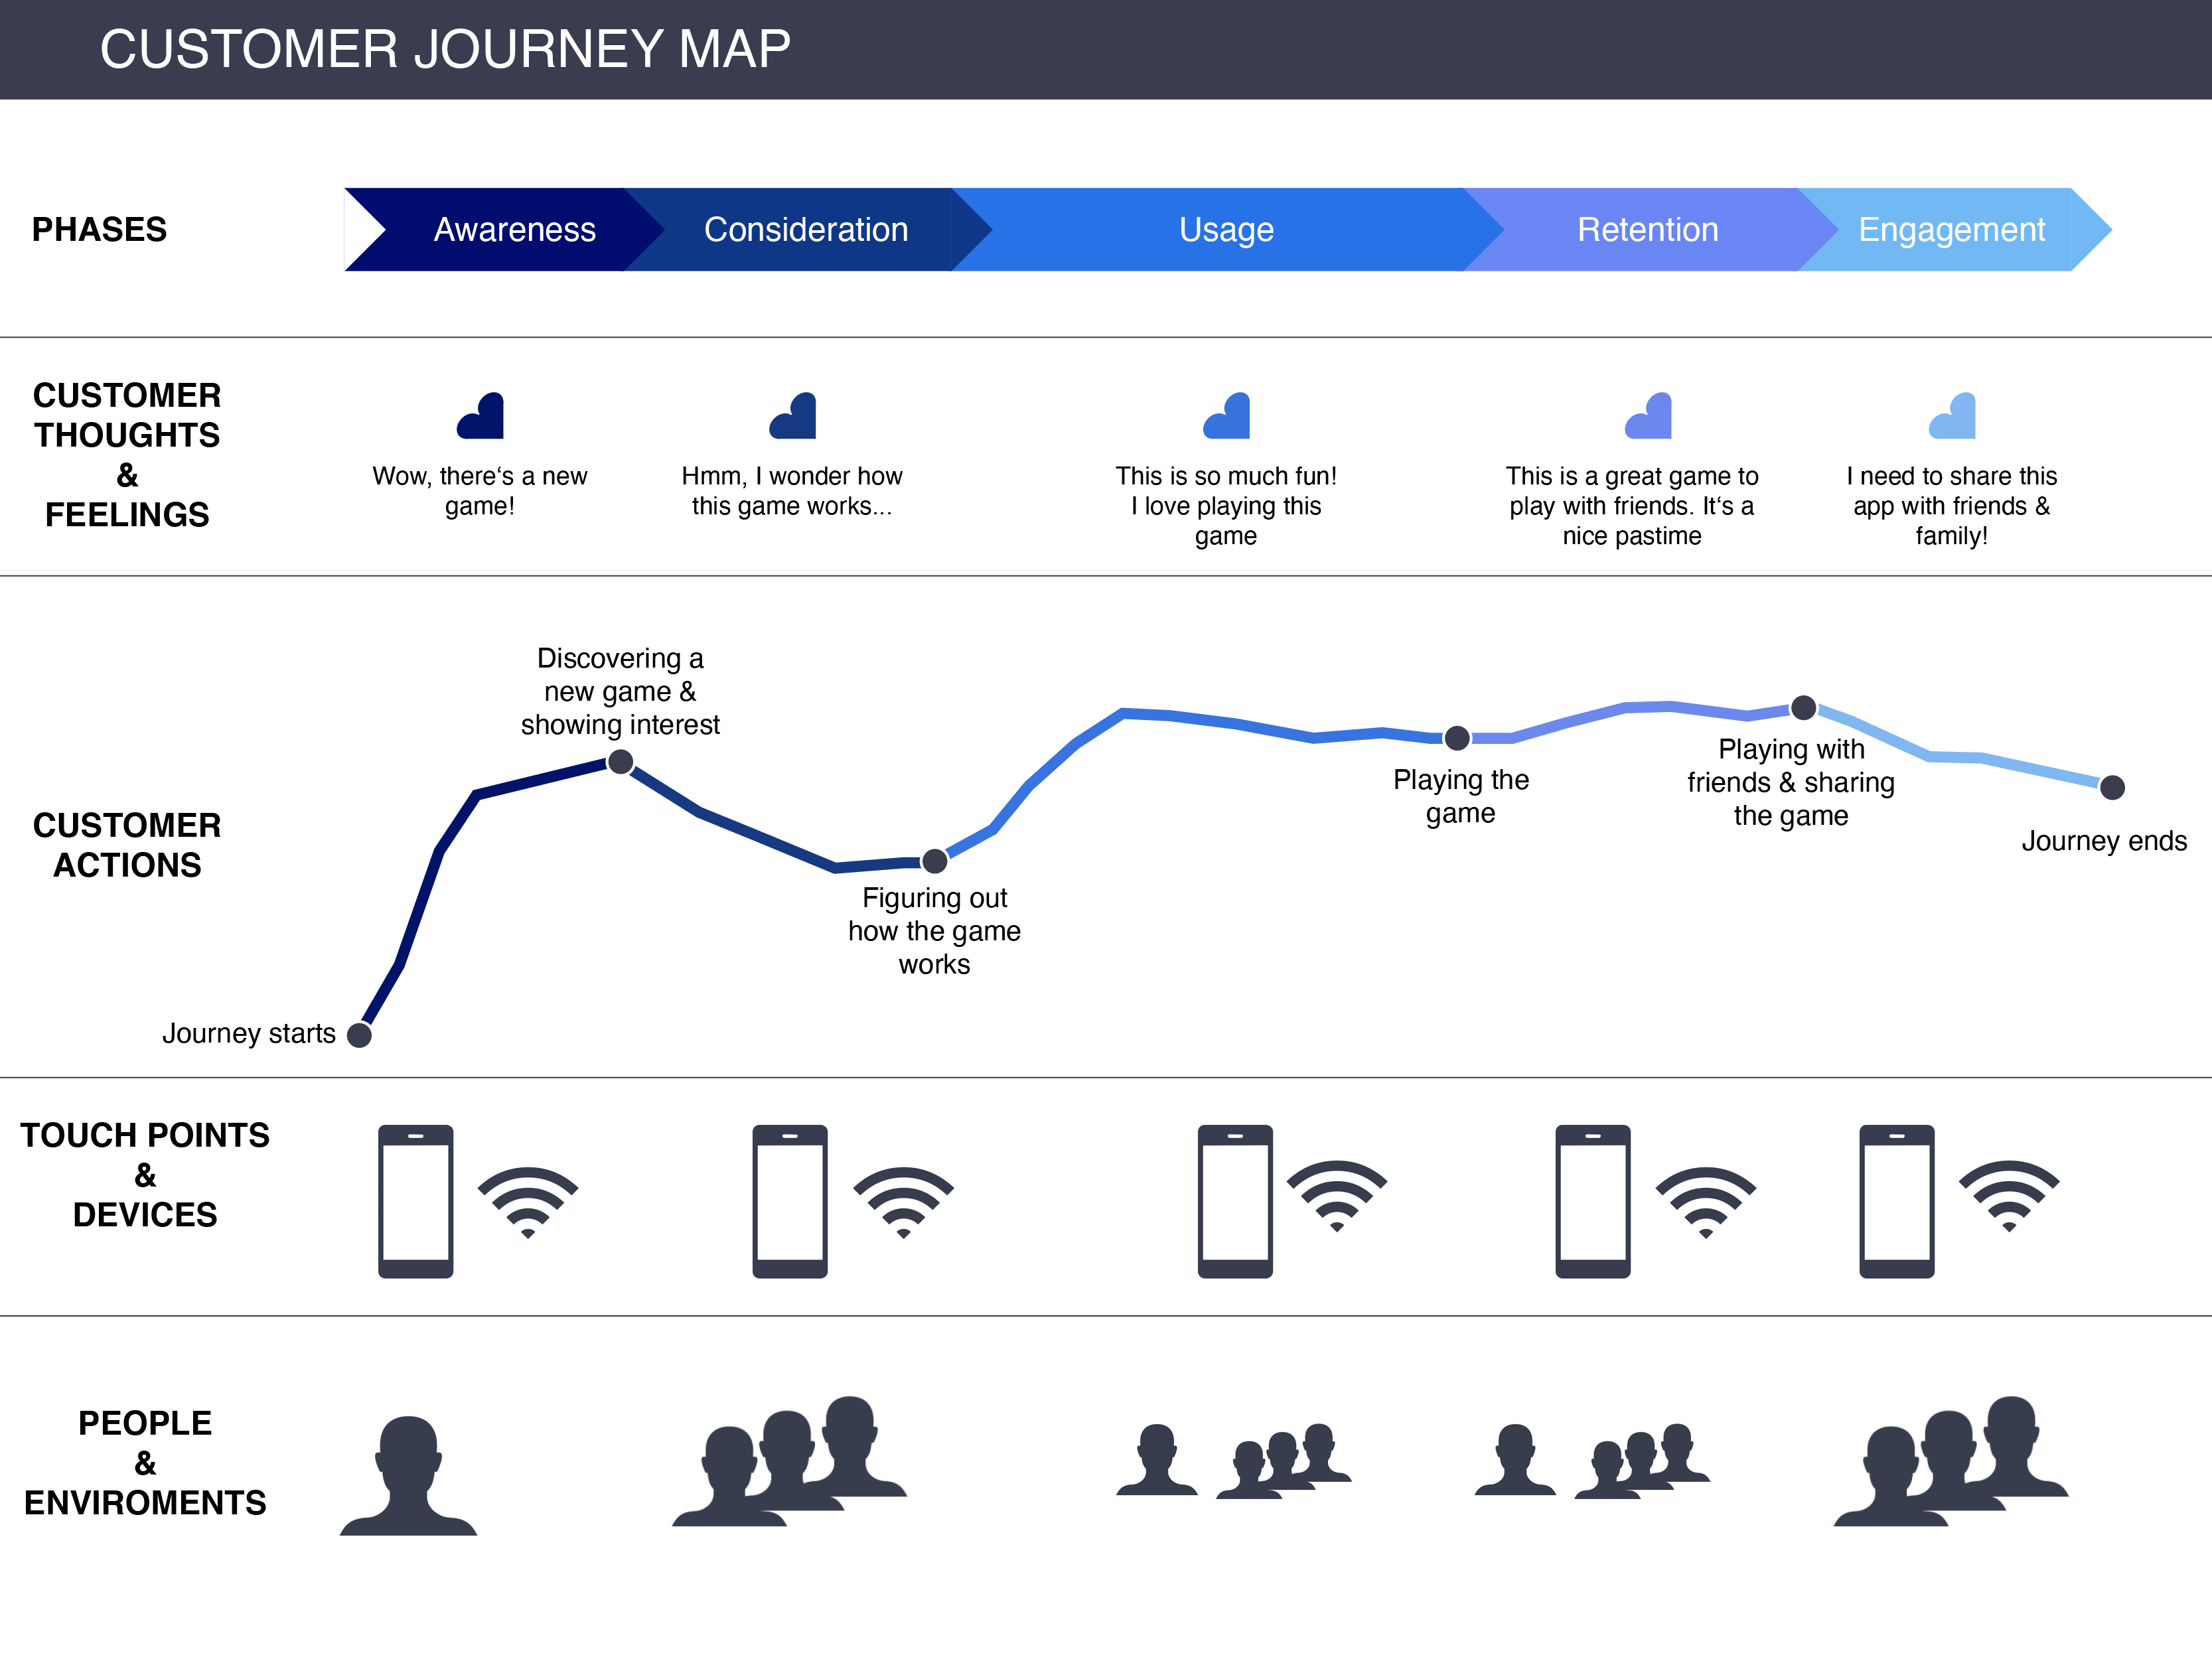 CUSTOMER JOURNEY MAP
PHASES
Awareness
Consideration
Usage
Retention
Engagement
CUSTOMER
THOUGHTS
&
FEELINGS
Wow, there‘s a new
game!
Hmm, I wonder how
this game works...
This is so much fun!
I love playing this
game
This is a great game to
play with friends. It‘s a
nice pastime
I need to share this
app with friends &
family!
CUSTOMER
ACTIONS
Journey starts
Discovering a
new game &
showing interest
Figuring out
how the game
works
Playing the
game
Playing with
friends & sharing
the game
Journey ends
TOUCH POINTS
&
DEVICES
PEOPLE
&
ENVIROMENTS